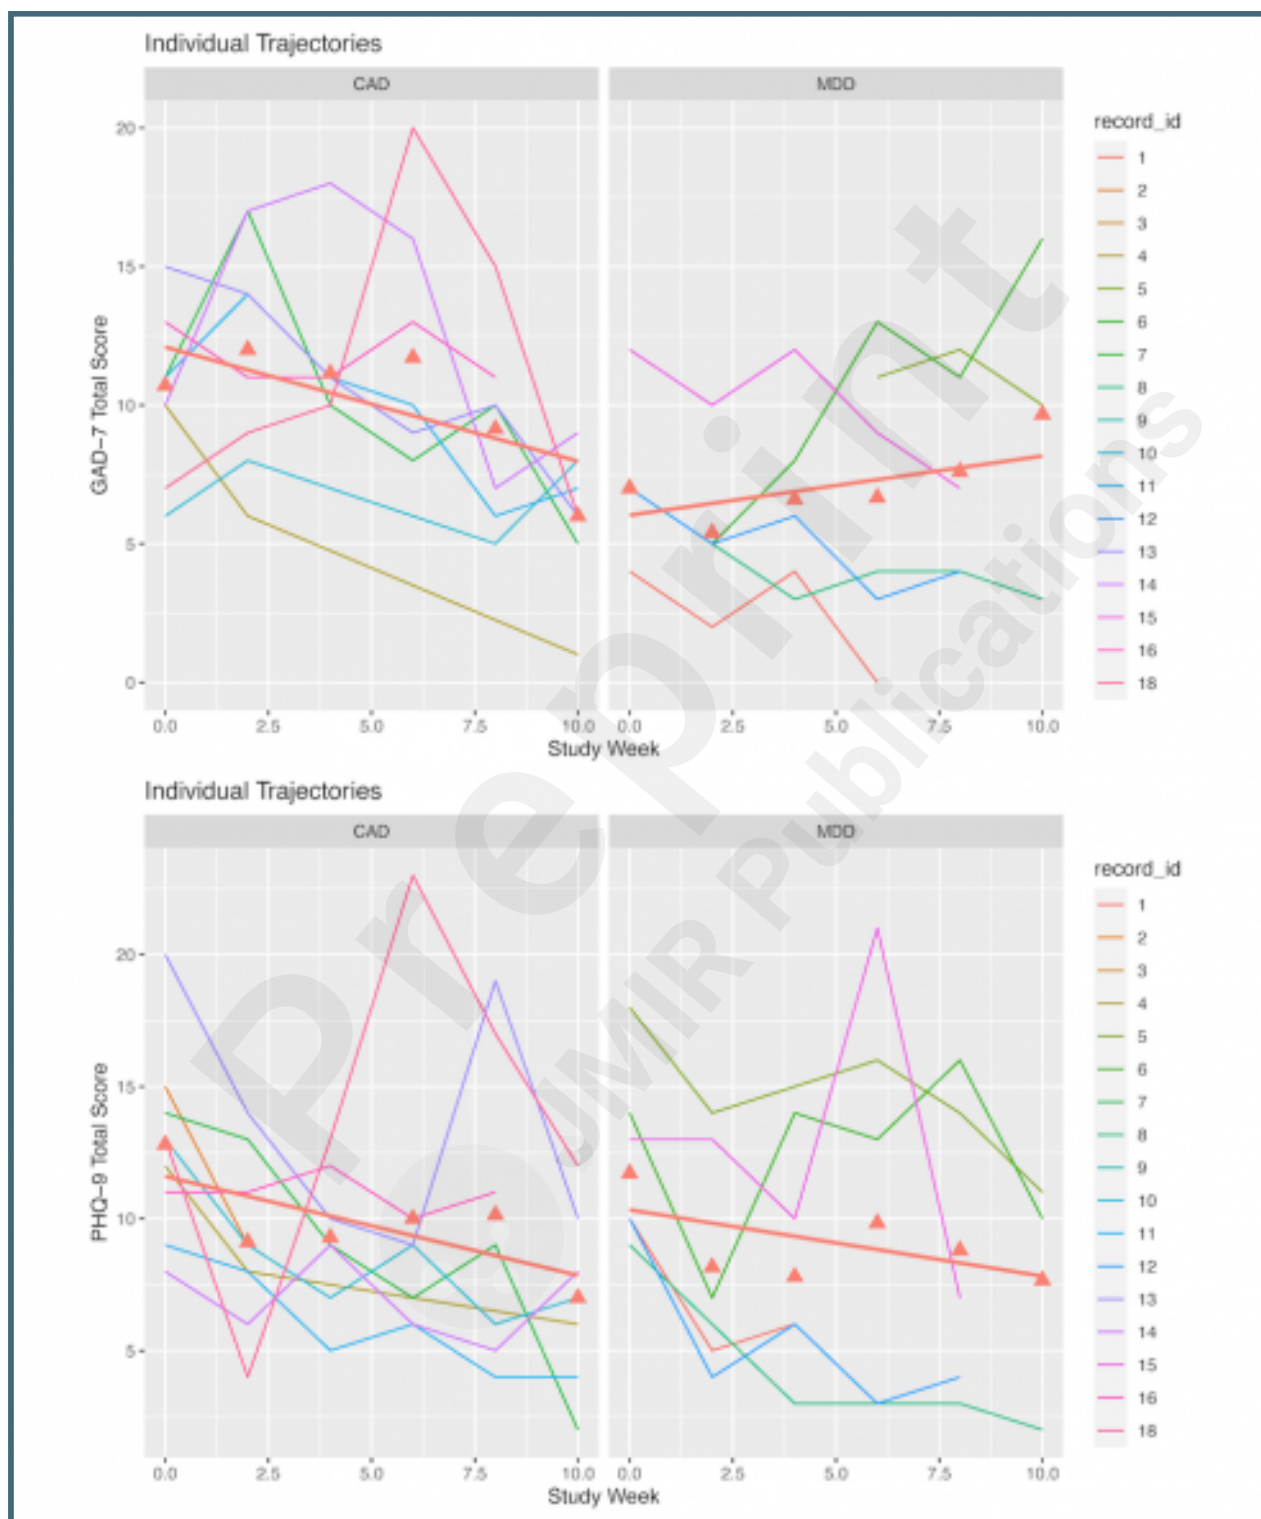 Individual Trajectories
CAD
MDD
GAD-7 Total Score
20
15
10
5
0
0.0 2.5 5.0 7.5 10.0 0.0 2.5 5.0 7.5 10.0
Study Week
record_id
1
2
3
4
5
6
7
8
9
10
11
12
13
14
15
16
18
Individual Trajectories
CAD
MDD
PHQ-9 Total Score
20
15
10
5
0.0 2.5 5.0 7.5 10.0 0.0 2.5 5.0 7.5 10.0
Study Week
record_id
1
2
3
4
5
6
7
8
9
10
11
12
13
14
15
16
18
Preprint
JMIR Publications